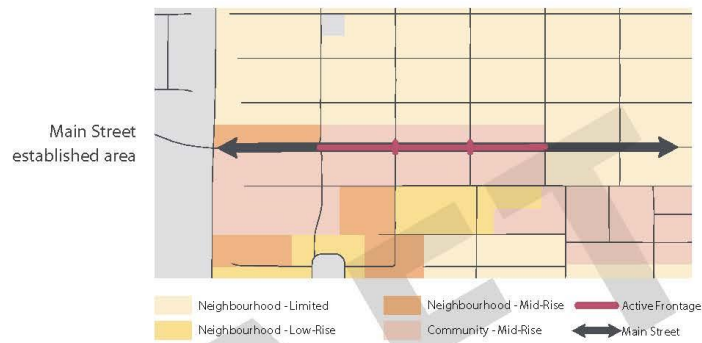 Main Street
established area
Neighbourhood - Limited
Neighbourhood - Mid-Rise
Active Frontage
Neighbourhood - Low-Rise
Community - Mid-Rise
Main Street